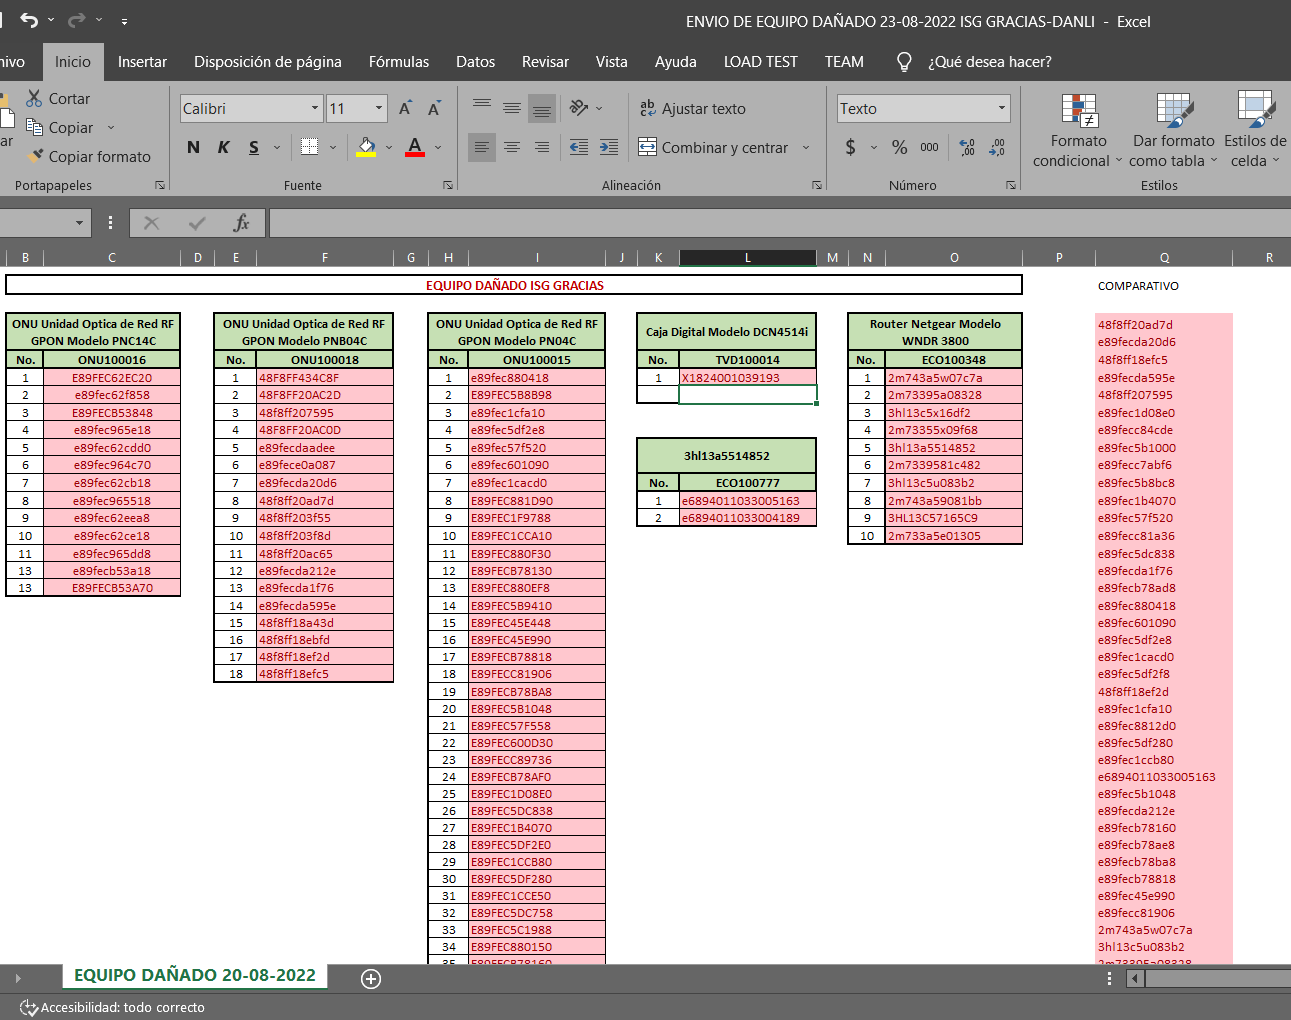 ENVIO DE EQUIPO DAÑADO 23-08-2022 ISG GRACIAS-DANLI - Excel
hivo Inicio Insertar Disposición de página Fórmulas Datos Revisar Vista Ayuda LOAD TEST TEAM ¿Qué desea hacer?
Cortar
Copiar
Copiar formato
ar
Portapapeles
Calibri 11
N K S
Fuente
Ajustar texto
Combinar y centrar
Alineación
Texto
$ % 000
Número
Formato condicional
Dar formato como tabla
Estilos de celda
Estilos
fx
B C D E F G H I J K L M N O P Q R
EQUIPO DAÑADO ISG GRACIAS
ONU Unidad Optica de Red RF
GPON Modelo PNC14C
No. ONU100016
1 E89FEC62EC20
2 e89fec62f858
3 E89FECB53848
4 e89fec965e18
5 e89fec62cdd0
6 e89fec964c70
7 e89fec62cb18
8 e89fec965518
9 e89fec62eea8
10 e89fec62ce18
11 e89fec965dd8
13 e89fecb53a18
13 E89FECB53A70
ONU Unidad Optica de Red RF
GPON Modelo PNB04C
No. ONU100018
1 48F8FF434C8F
2 48F8FF20AC2D
3 48f8ff207595
4 48F8FF20AC0D
5 e89fecdaadee
6 e89fece0a087
7 e89fecda20d6
8 48f8ff20ad7d
9 48f8ff203f55
10 48f8ff203f8d
11 48f8ff20ac65
12 e89fecda212e
13 e89fecda1f76
14 e89fecda595e
15 48f8ff18a43d
16 48f8ff18ebfd
17 48f8ff18ef2d
18 48f8ff18efc5
ONU Unidad Optica de Red RF
GPON Modelo PN04C
No. ONU100015
1 e89fec880418
2 E89FEC5B8B98
3 e89fec1cfa10
4 e89fec5df2e8
5 e89fec57f520
6 e89fec601090
7 e89fec1cacd0
8 E89FEC881D90
9 E89FEC1F9788
10 E89FEC1CCA10
11 E89FEC880F30
12 E89FECB78130
13 E89FEC880EF8
14 E89FEC5B9410
15 E89FEC45E448
16 E89FEC45E990
17 E89FECB78818
18 E89FECC81906
19 E89FECB78BA8
20 E89FEC5B1048
21 E89FEC57F558
22 E89FEC600D30
23 E89FECC89736
24 E89FECB78AF0
25 E89FEC1D08E0
26 E89FEC5DC838
27 E89FEC1B4070
28 E89FEC5DF2E0
29 E89FEC1CCB80
30 E89FEC5DF280
31 E89FEC1CCE50
32 E89FEC5DC758
33 E89FEC5C1988
34 E89FEC880150
35 E89FECB78160
Caja Digital Modelo DCN4514i
No. TVD100014
1 X1824001039193
3hl13a5514852
No. ECO100777
1 e6894011033005163
2 e6894011033004189
Router Netgear Modelo
WNDR 3800
No. ECO100348
1 2m743a5w07c7a
2 2m73395a08328
3 3hl13c5x16df2
4 2m73355x09f68
5 3hl13a5514852
6 2m7339581c482
7 3hl13c5u083b2
8 2m743a59081bb
9 3HL13C57165C9
10 2m733a5e01305
COMPARATIVO
48f8ff20ad7d
e89fecda20d6
48f8ff18efc5
e89fecda595e
48f8ff207595
e89fec1d08e0
e89fecc84cde
e89fec5b1000
e89fecc7abf6
e89fec5b8bc8
e89fec1b4070
e89fec57f520
e89fecc81a36
e89fec5dc838
e89fecda1f76
e89fecb78ad8
e89fec880418
e89fec601090
e89fec5df2e8
e89fec1cacd0
e89fec5df2f8
48f8ff18ef2d
e89fec1cfa10
e89fec8812d0
e89fec5df280
e89fec1ccb80
e6894011033005163
e89fec5b1048
e89fecda212e
e89fecb78160
e89fecb78ae8
e89fecb78ba8
e89fecb78818
e89fec45e990
e89fecc81906
2m743a5w07c7a
3hl13c5u083b2
2m73395a08328
EQUIPO DAÑADO 20-08-2022
Accesibilidad: todo correcto